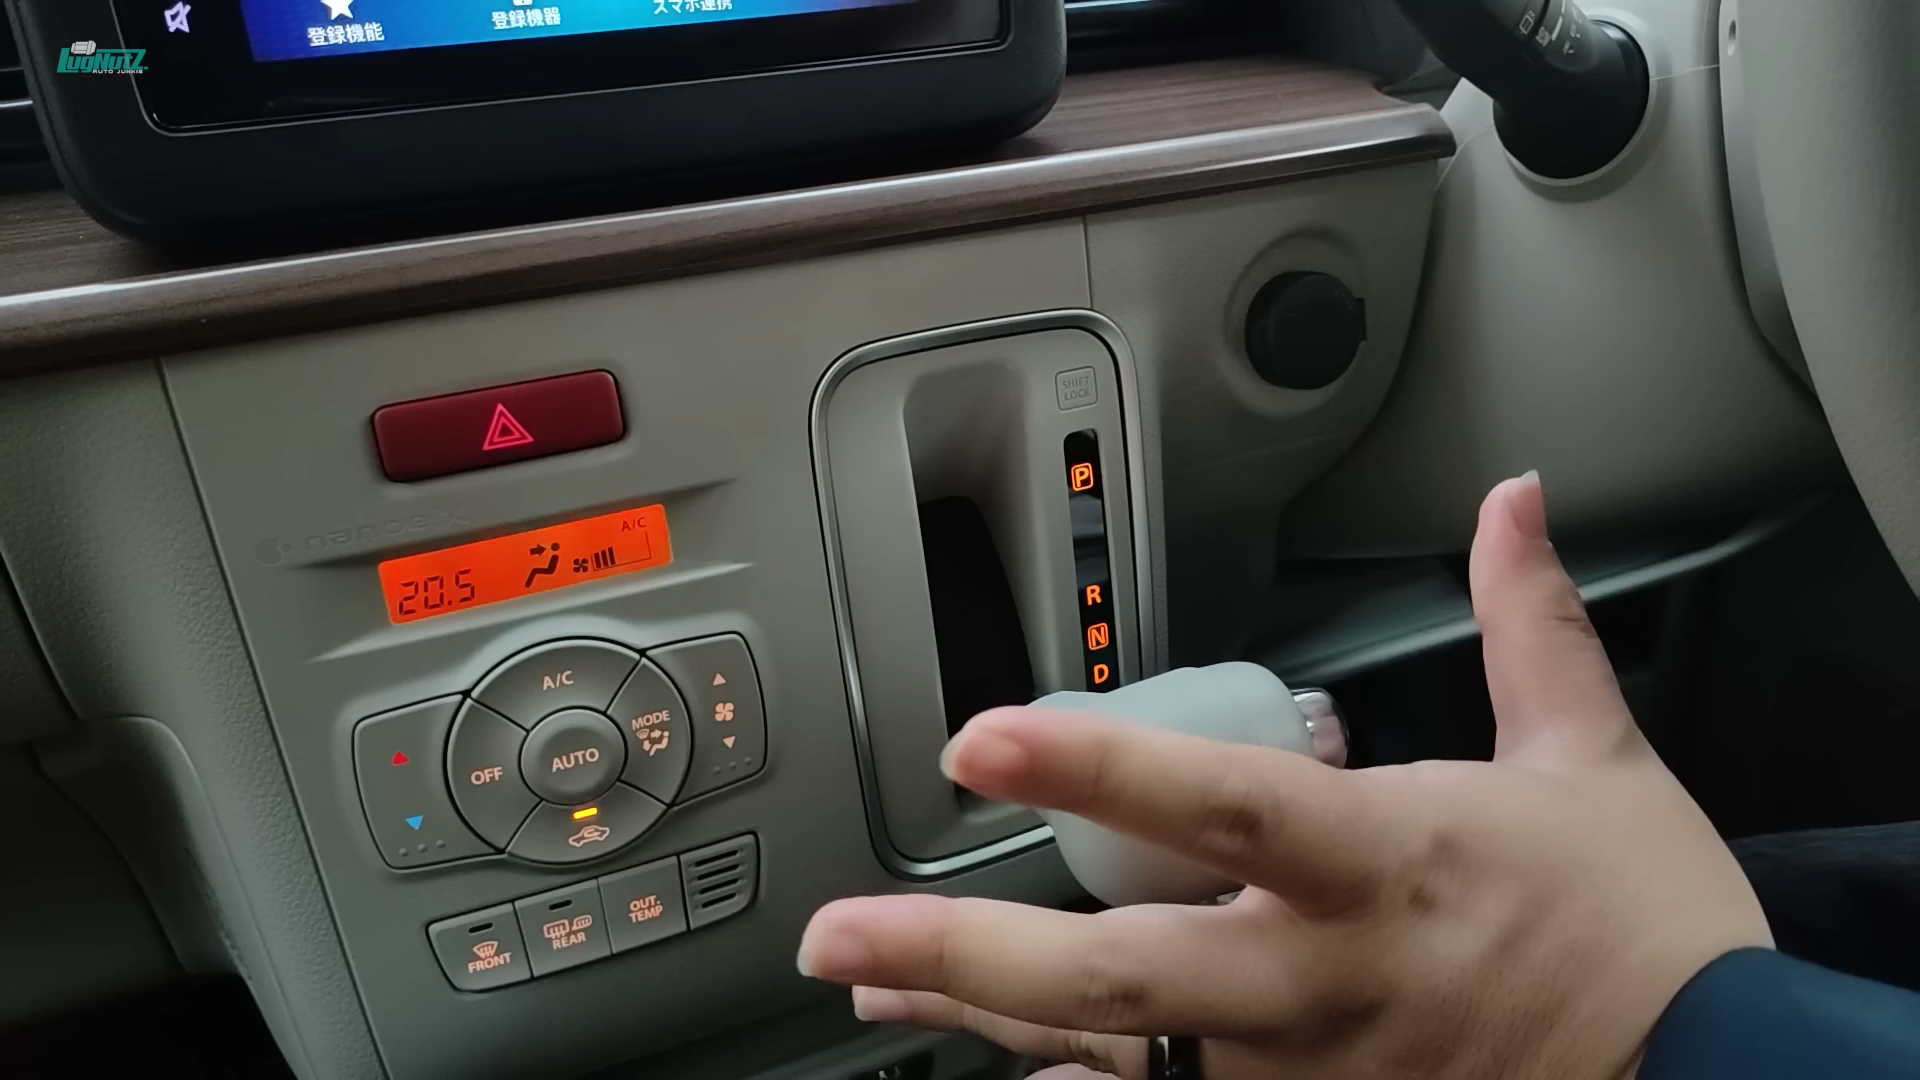 登録機能
登録機器
スマホ連携
LugNutz
AUTO JUNKIE
SHIFT
LOCK
P
R
N
D
nanoe X
A/C
20.5
A/C
MODE
AUTO
OFF
FRONT
REAR
OUT.
TEMP